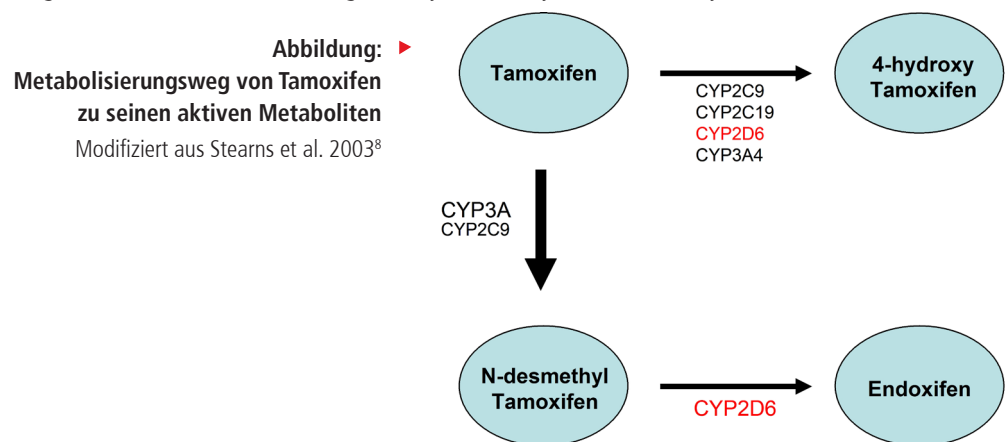 Abbildung:
Metabolisierungsweg von Tamoxifen
zu seinen aktiven Metaboliten
Modifiziert aus Stearns et al. 2003⁸
Tamoxifen
4-hydroxy
Tamoxifen
CYP2C9
CYP2C19
CYP2D6
CYP3A4
CYP3A
CYP2C9
N-desmethyl
Tamoxifen
CYP2D6
Endoxifen